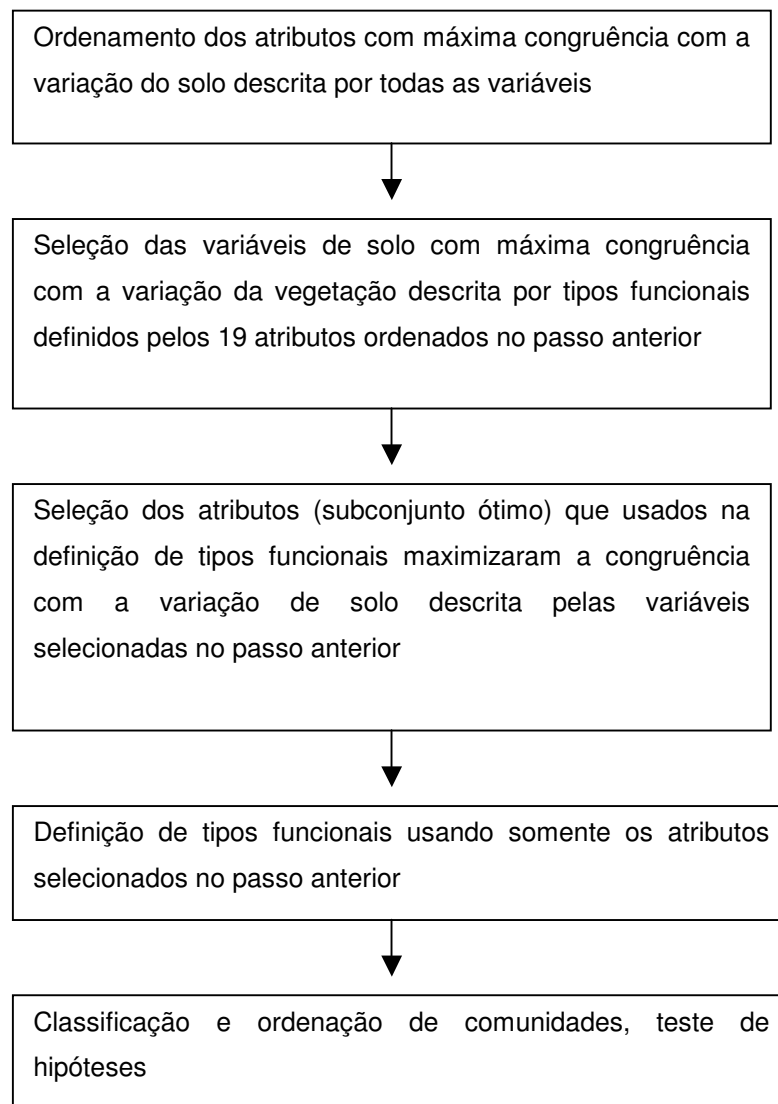 Ordenamento dos atributos com máxima congruência com a
variação do solo descrita por todas as variáveis
Seleção das variáveis de solo com máxima congruência
com a variação da vegetação descrita por tipos funcionais
definidos pelos 19 atributos ordenados no passo anterior
Seleção dos atributos (subconjunto ótimo) que usados na
definição de tipos funcionais maximizaram a congruência
com a variação de solo descrita pelas variáveis
selecionadas no passo anterior
Definição de tipos funcionais usando somente os atributos
selecionados no passo anterior
Classificação e ordenação de comunidades, teste de
hipóteses